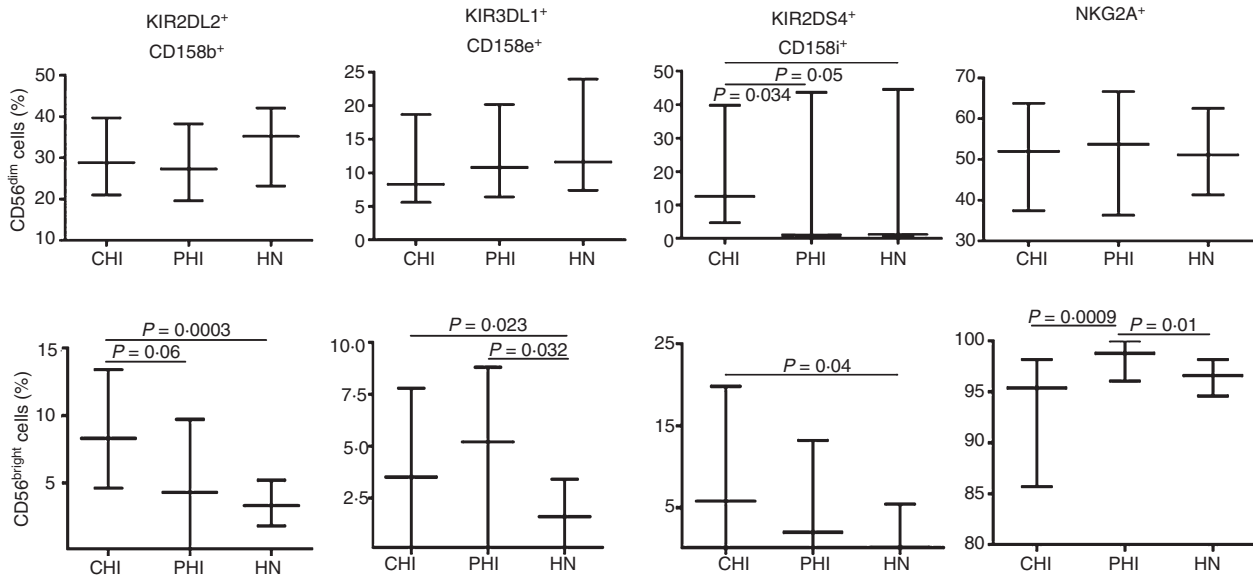 KIR2DL2⁺
CD158b⁺
KIR3DL1⁺
CD158e⁺
KIR2DS4⁺
CD158i⁺
NKG2A⁺
CD56ᵈⁱᵐ cells (%)
50
40
30
20
10
CHI PHI HN
25
20
15
10
5
0
CHI PHI HN
50
40
30
20
10
0
P = 0·05
P = 0·034
CHI PHI HN
70
60
50
40
30
CHI PHI HN
CD56ᵇʳⁱᵍʰᵗ cells (%)
15
10
5
P = 0·0003
P = 0·06
CHI PHI HN
10·0
7·5
5·0
2·5
P = 0·023
P = 0·032
CHI PHI HN
25
15
5
P = 0·04
CHI PHI HN
100
95
90
85
80
P = 0·0009 P = 0·01
CHI PHI HN